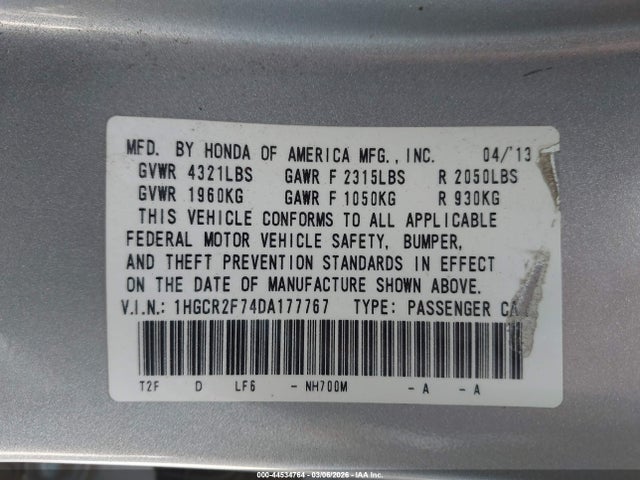 MFD. BY HONDA OF AMERICA MFG., INC. 04/'13
GVWR 4321LBS GAWR F 2315LBS R 2050LBS
GVWR 1960KG GAWR F 1050KG R 930KG
THIS VEHICLE CONFORMS TO ALL APPLICABLE
FEDERAL MOTOR VEHICLE SAFETY, BUMPER,
AND THEFT PREVENTION STANDARDS IN EFFECT
ON THE DATE OF MANUFACTURE SHOWN ABOVE.
V.I.N.: 1HGCR2F74DA177767 TYPE: PASSENGER CA
T2F D LF6 - NH700M - A - A
000-44534764 - 03/06/2026 - IAA Inc.